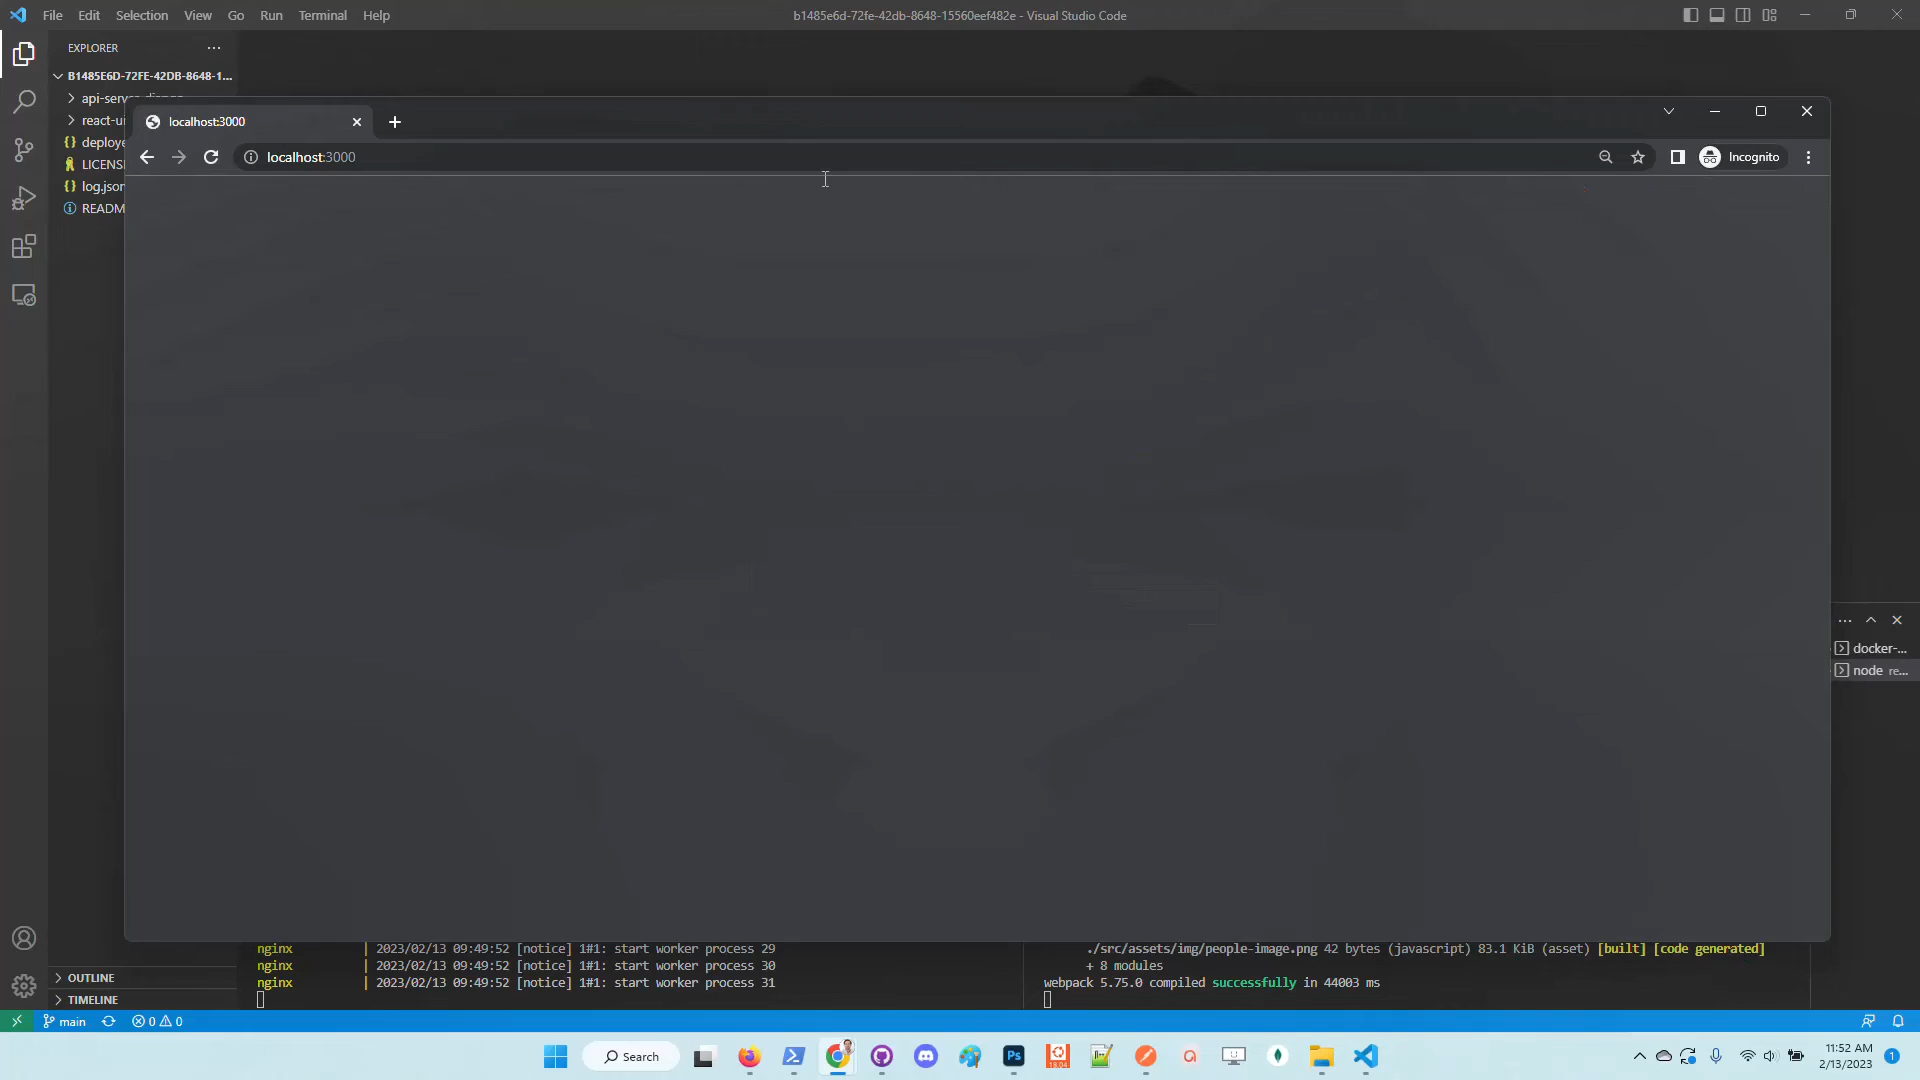 File Edit Selection View Go Run Terminal Help
b1485e6d-72fe-42db-8648-15560eef482e - Visual Studio Code
EXPLORER
B1485E6D-72FE-42DB-8648-1...
react-u
deploye
LICENS
log.json
READM
OUTLINE
TIMELINE
localhost:3000
localhost:3000
Incognito
docker-...
node re...
nginx | 2023/02/13 09:49:52 [notice] 1#1: start worker process 29
nginx | 2023/02/13 09:49:52 [notice] 1#1: start worker process 30
nginx | 2023/02/13 09:49:52 [notice] 1#1: start worker process 31
./src/assets/img/people-image.png 42 bytes (javascript) 83.1 KiB (asset) [built] [code generated]
+ 8 modules
webpack 5.75.0 compiled successfully in 44003 ms
main 0 0
Search
Ps
11:52 AM
2/13/2023
1